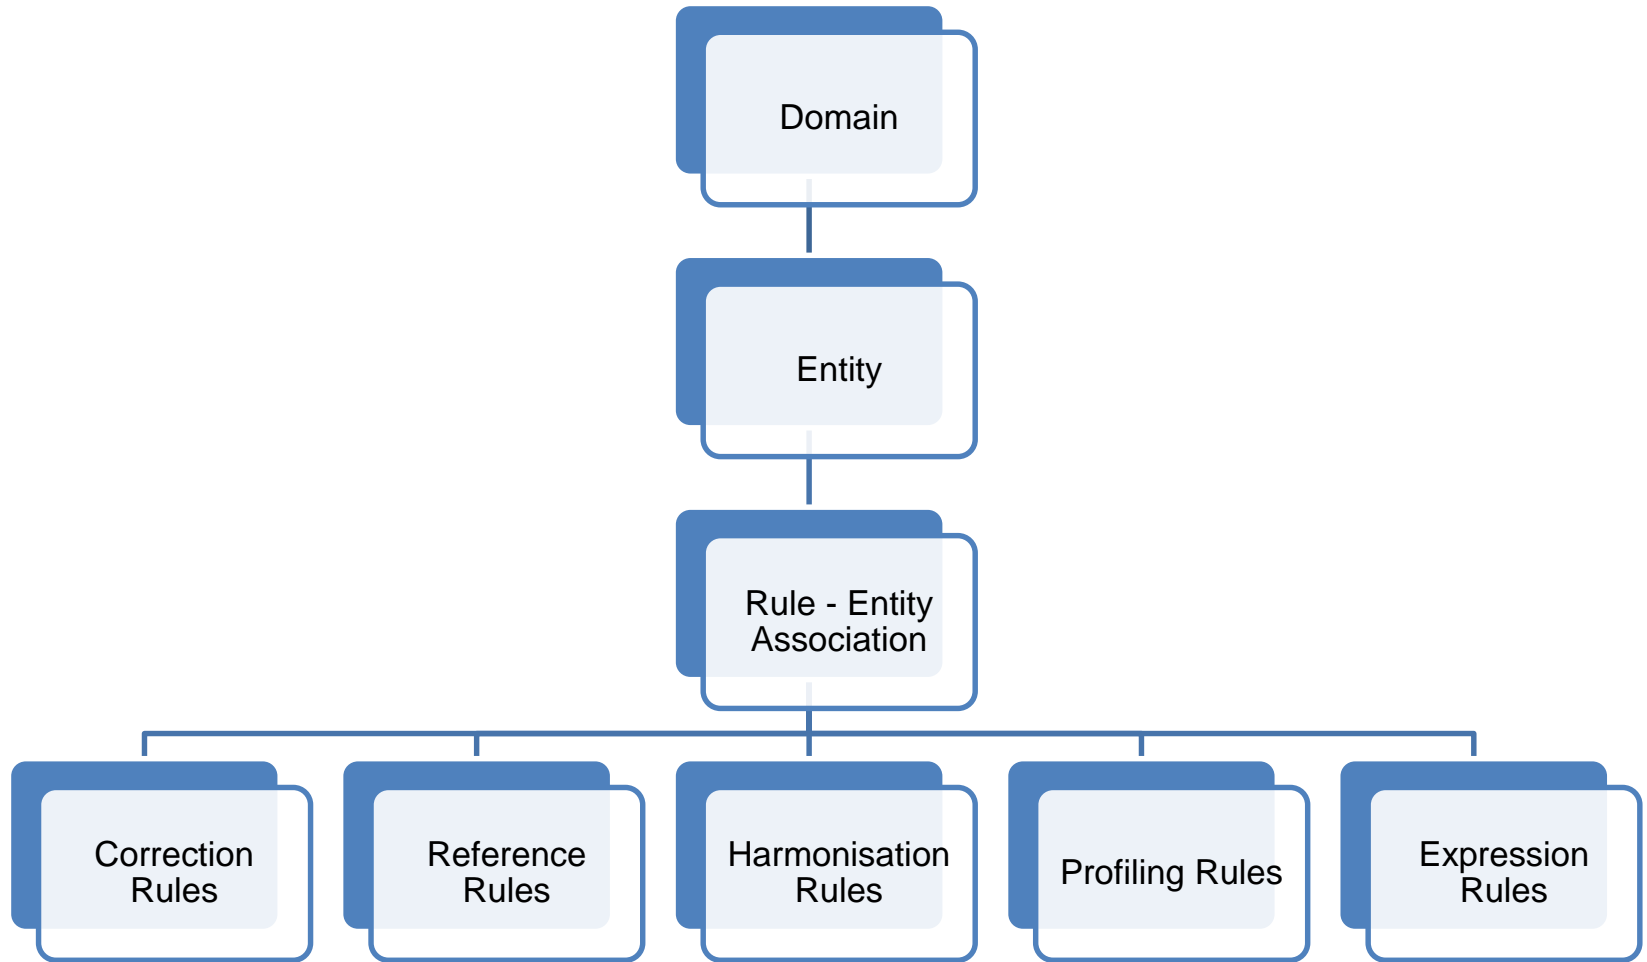 Domain
Entity
Rule - Entity
Association
Correction
Rules
Reference
Rules
Harmonisation
Rules
Profiling Rules
Expression
Rules